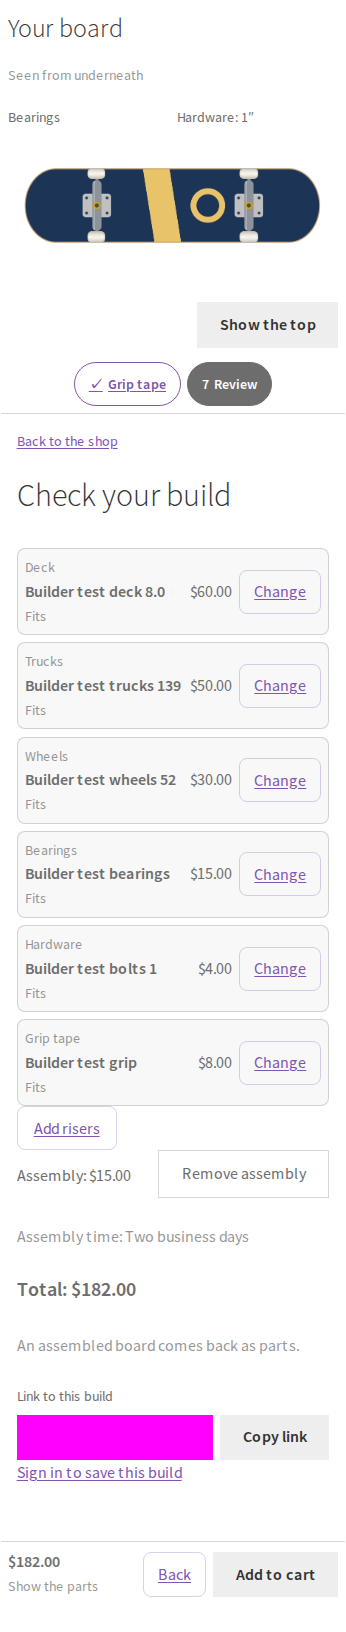 Your board
Seen from underneath
Bearings
Hardware: 1″
Show the top
✓ Grip tape
7 Review
Back to the shop
Check your build
Deck
Builder test deck 8.0 $60.00 Change
Fits
Trucks
Builder test trucks 139 $50.00 Change
Fits
Wheels
Builder test wheels 52 $30.00 Change
Fits
Bearings
Builder test bearings $15.00 Change
Fits
Hardware
Builder test bolts 1 $4.00 Change
Fits
Grip tape
Builder test grip $8.00 Change
Fits
Add risers
Assembly: $15.00 Remove assembly
Assembly time: Two business days
Total: $182.00
An assembled board comes back as parts.
Link to this build
Copy link
Sign in to save this build
$182.00
Show the parts
Back
Add to cart